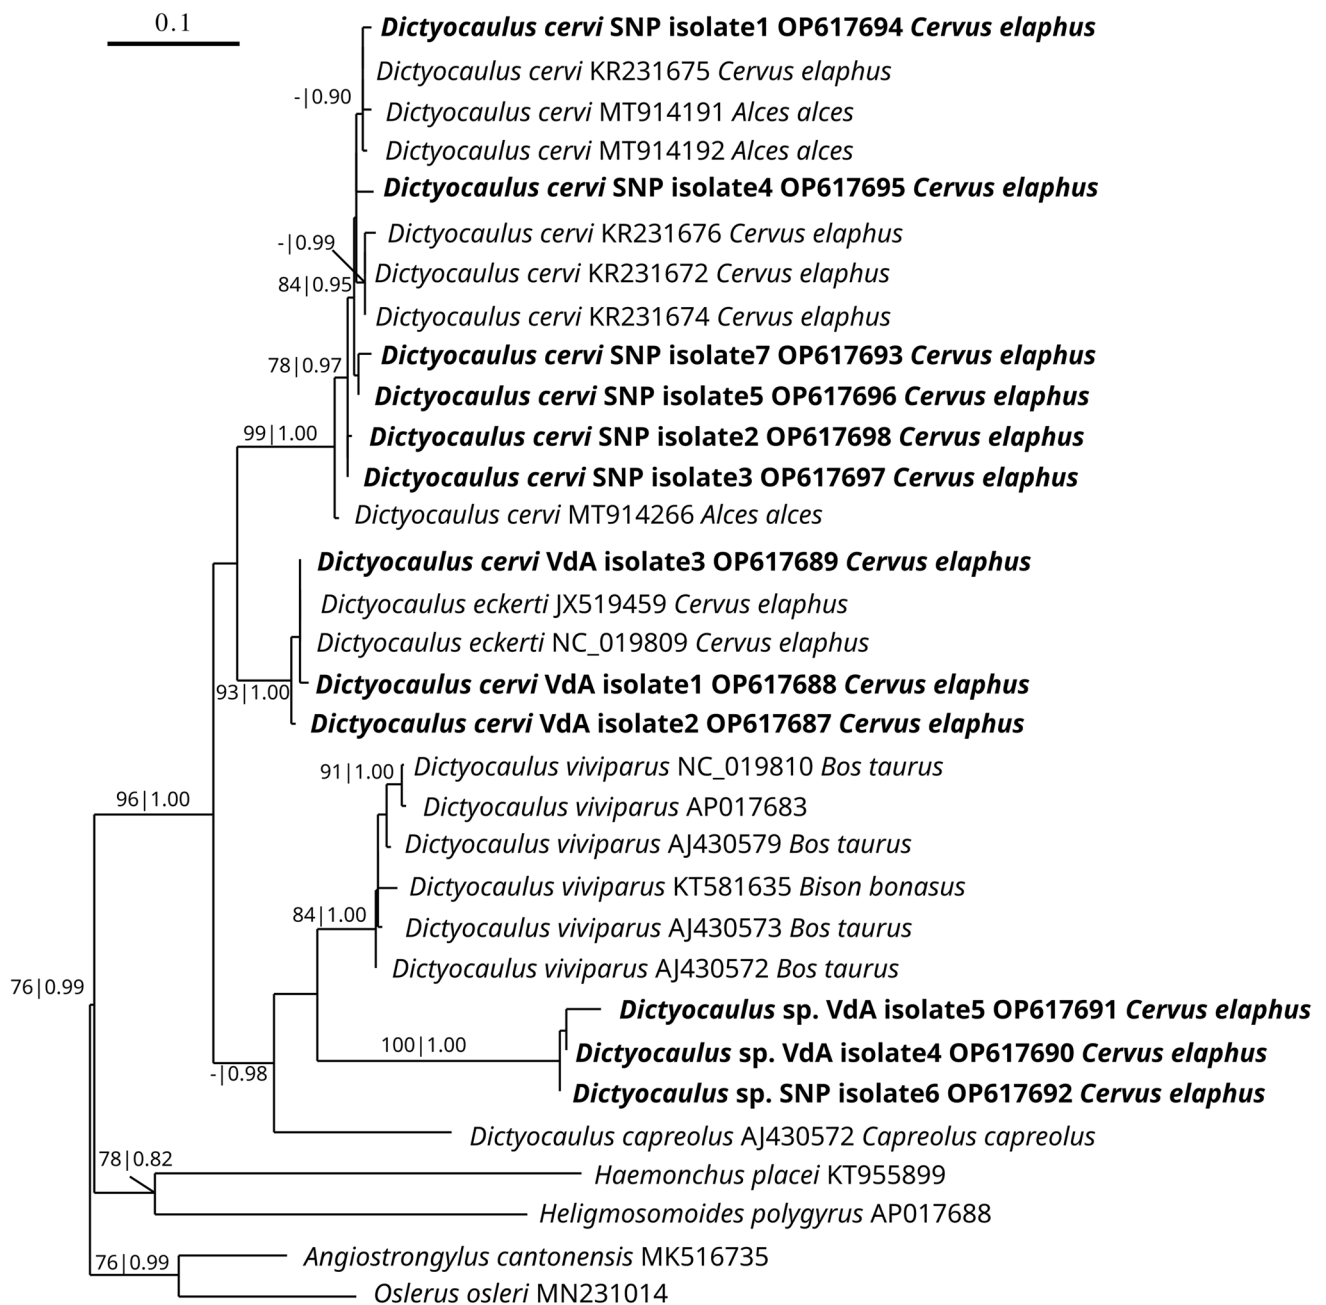 0.1
Dictyocaulus cervi SNP isolate1 OP617694 Cervus elaphus
Dictyocaulus cervi KR231675 Cervus elaphus
-|0.90
Dictyocaulus cervi MT914191 Alces alces
Dictyocaulus cervi MT914192 Alces alces
Dictyocaulus cervi SNP isolate4 OP617695 Cervus elaphus
Dictyocaulus cervi KR231676 Cervus elaphus
-|0.99
Dictyocaulus cervi KR231672 Cervus elaphus
84|0.95
Dictyocaulus cervi KR231674 Cervus elaphus
Dictyocaulus cervi SNP isolate7 OP617693 Cervus elaphus
78|0.97
Dictyocaulus cervi SNP isolate5 OP617696 Cervus elaphus
99|1.00
Dictyocaulus cervi SNP isolate2 OP617698 Cervus elaphus
Dictyocaulus cervi SNP isolate3 OP617697 Cervus elaphus
Dictyocaulus cervi MT914266 Alces alces
Dictyocaulus cervi VdA isolate3 OP617689 Cervus elaphus
Dictyocaulus eckerti JX519459 Cervus elaphus
Dictyocaulus eckerti NC_019809 Cervus elaphus
93|1.00
Dictyocaulus cervi VdA isolate1 OP617688 Cervus elaphus
Dictyocaulus cervi VdA isolate2 OP617687 Cervus elaphus
91|1.00
Dictyocaulus viviparus NC_019810 Bos taurus
96|1.00
Dictyocaulus viviparus AP017683
Dictyocaulus viviparus AJ430579 Bos taurus
Dictyocaulus viviparus KT581635 Bison bonasus
84|1.00
Dictyocaulus viviparus AJ430573 Bos taurus
Dictyocaulus viviparus AJ430572 Bos taurus
76|0.99
Dictyocaulus sp. VdA isolate5 OP617691 Cervus elaphus
100|1.00
Dictyocaulus sp. VdA isolate4 OP617690 Cervus elaphus
-|0.98
Dictyocaulus sp. SNP isolate6 OP617692 Cervus elaphus
Dictyocaulus capreolus AJ430572 Capreolus capreolus
78|0.82
Haemonchus placei KT955899
Heligmosomoides polygyrus AP017688
76|0.99
Angiostrongylus cantonensis MK516735
Oslerus osleri MN231014